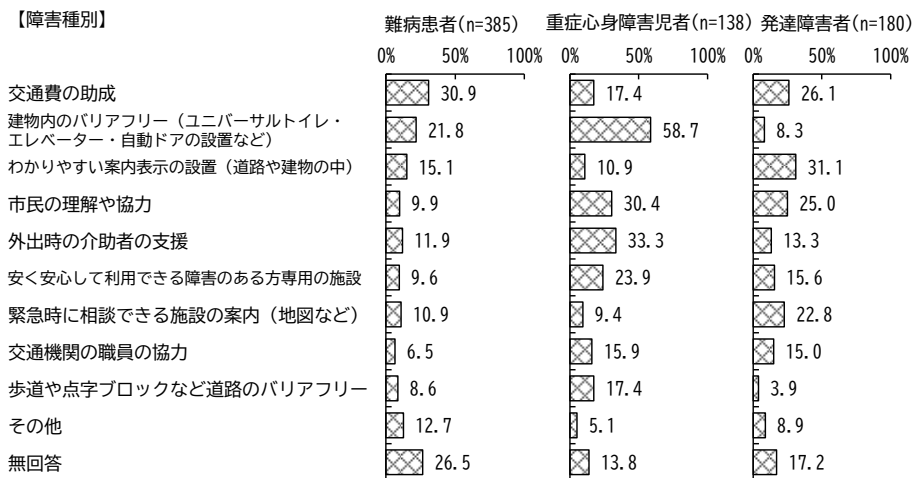 【障害種別】
難病患者(n=385) 重症心身障害児者(n=138) 発達障害者(n=180)
0% 50% 100% 0% 50% 100% 0% 50% 100%
交通費の助成 30.9 17.4 26.1
建物内のバリアフリー（ユニバーサルトイレ・
エレベーター・自動ドアの設置など） 21.8 58.7 8.3
わかりやすい案内表示の設置（道路や建物の中） 15.1 10.9 31.1
市民の理解や協力 9.9 30.4 25.0
外出時の介助者の支援 11.9 33.3 13.3
安く安心して利用できる障害のある方専用の施設 9.6 23.9 15.6
緊急時に相談できる施設の案内（地図など） 10.9 9.4 22.8
交通機関の職員の協力 6.5 15.9 15.0
歩道や点字ブロックなど道路のバリアフリー 8.6 17.4 3.9
その他 12.7 5.1 8.9
無回答 26.5 13.8 17.2